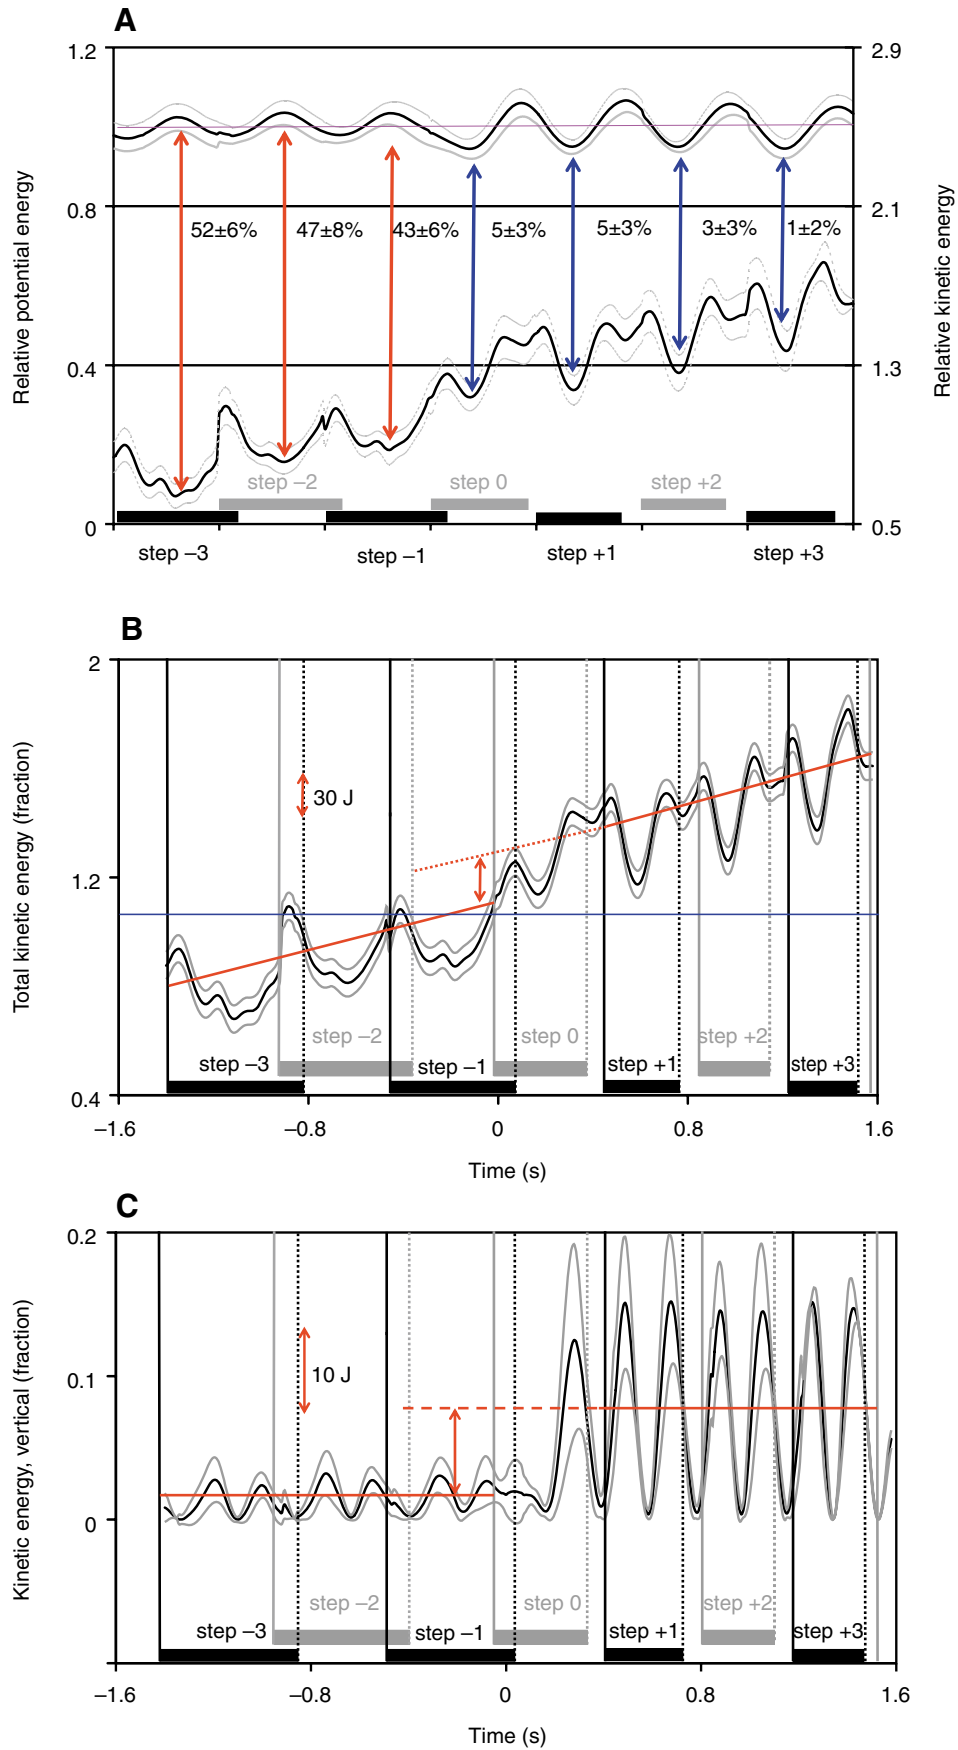 A
1.2
2.9
0.8
2.1
52±6%
47±8%
43±6%
5±3%
5±3%
3±3%
1±2%
Relative potential energy
Relative kinetic energy
0.4
1.3
step –2
step 0
step +2
0
0.5
step –3
step –1
step +1
step +3
B
2
30 J
Total kinetic energy (fraction)
1.2
step –2
step 0
step +2
step –3
step –1
step +1
step +3
0.4
–1.6
–0.8
0
0.8
1.6
Time (s)
C
0.2
10 J
0.1
Kinetic energy, vertical (fraction)
0
step –2
step 0
step +2
step –3
step –1
step +1
step +3
–1.6
–0.8
0
0.8
1.6
Time (s)